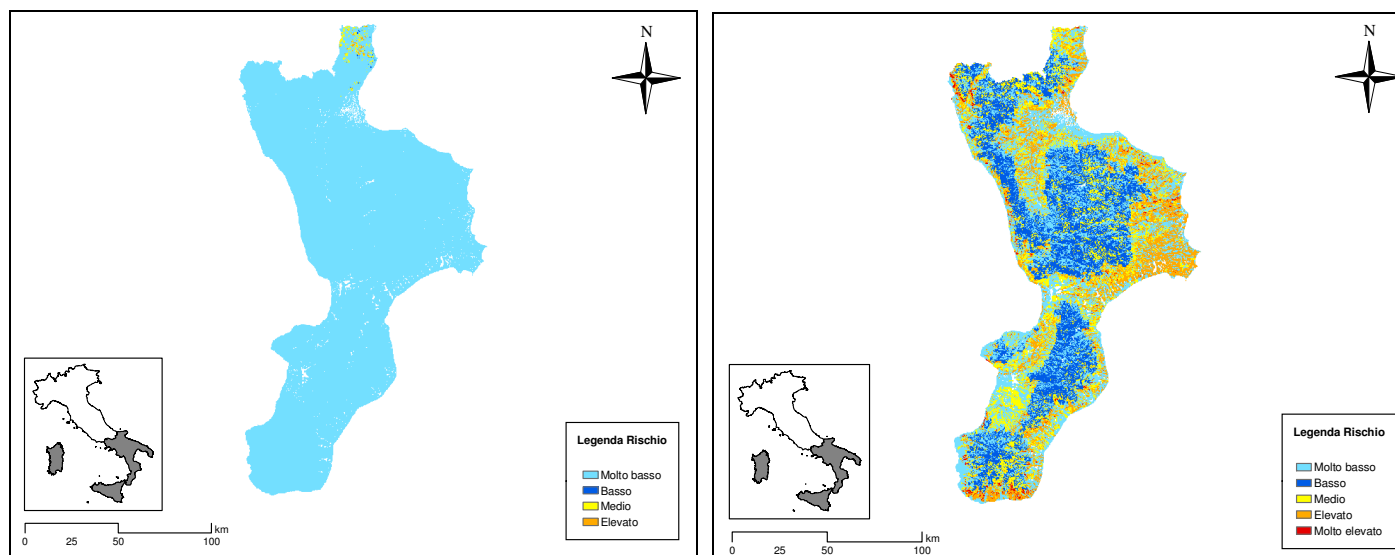 N
Legenda Rischio
Molto basso
Basso
Medio
Elevato
km
0 25 50 100
N
Legenda Rischio
Molto basso
Basso
Medio
Elevato
Molto elevato
km
0 25 50 100